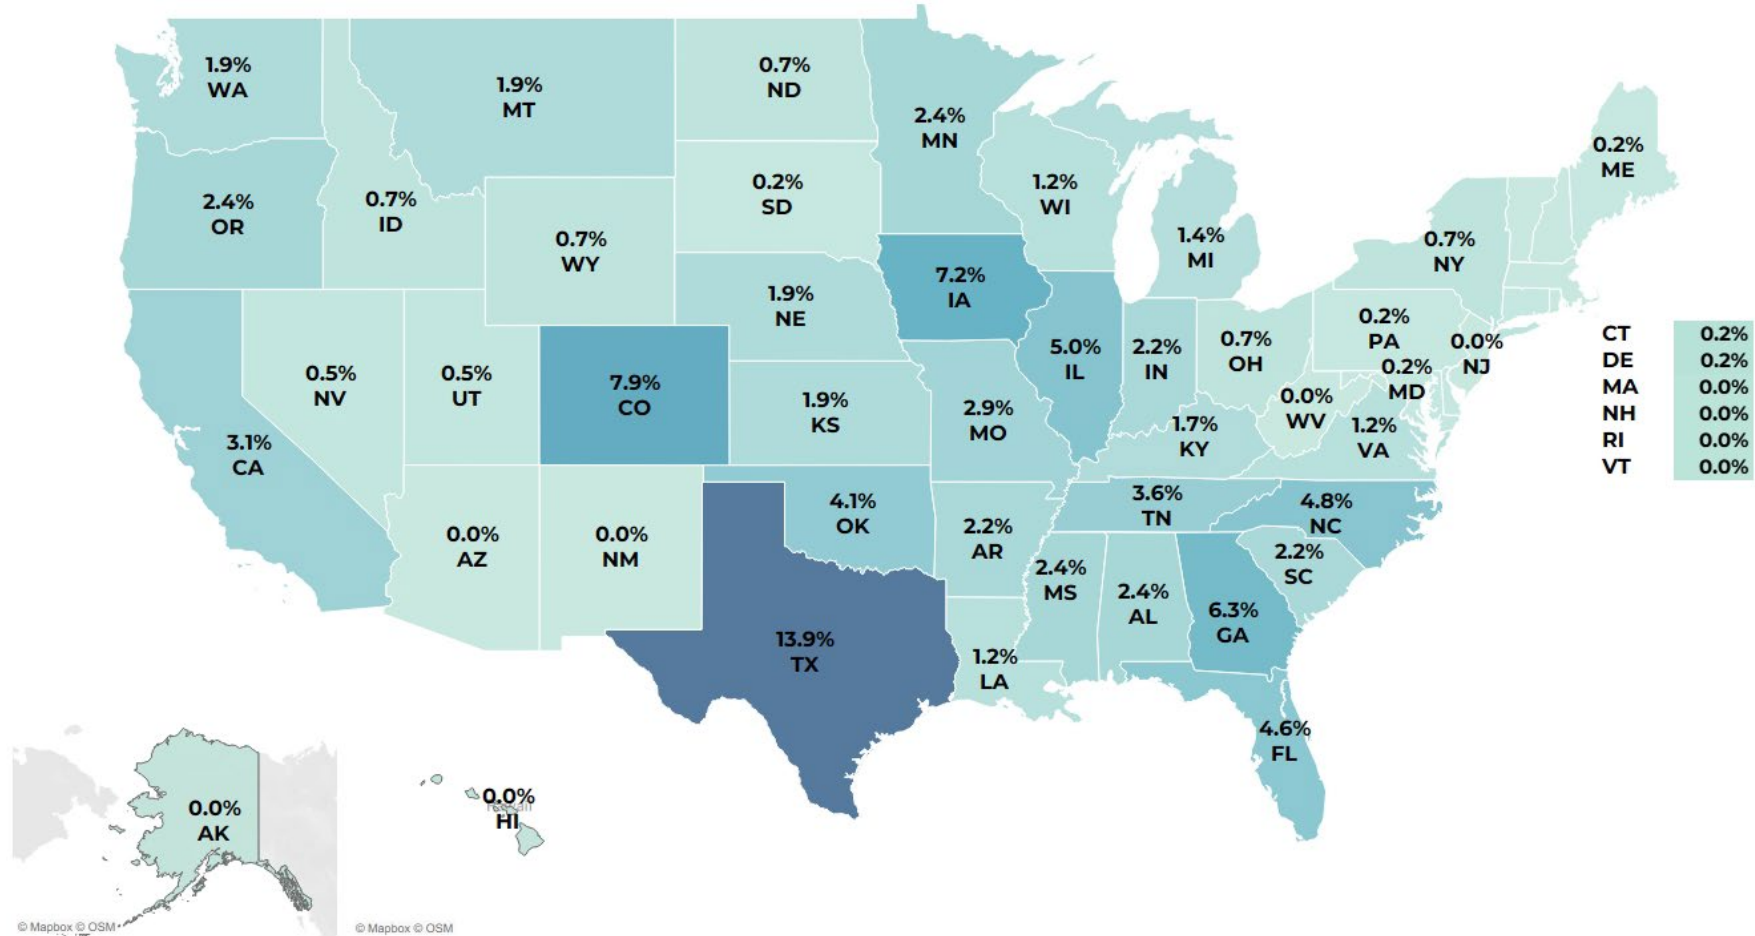 1.9%
WA
1.9%
MT
0.7%
ND
2.4%
MN
0.2%
ME
2.4%
OR
0.7%
ID
0.7%
WY
0.2%
SD
1.2%
WI
1.4%
MI
0.7%
NY
7.2%
IA
1.9%
NE
0.5%
NV
0.5%
UT
7.9%
CO
1.9%
KS
2.9%
MO
5.0%
IL
2.2%
IN
0.7%
OH
0.2%
PA
0.0%
NJ
0.2%
MD
0.0%
WV
1.2%
VA
1.7%
KY
CT 0.2%
DE 0.2%
MA 0.0%
NH 0.0%
RI 0.0%
VT 0.0%
3.1%
CA
0.0%
AZ
0.0%
NM
4.1%
OK
2.2%
AR
3.6%
TN
4.8%
NC
2.2%
SC
2.4%
MS
2.4%
AL
6.3%
GA
13.9%
TX
1.2%
LA
4.6%
FL
0.0%
AK
0.0%
HI
© Mapbox © OSM
© Mapbox © OSM